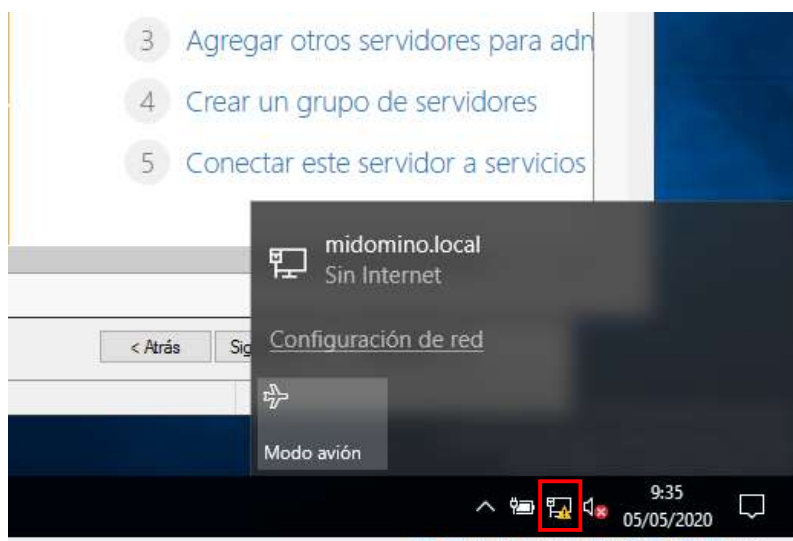 3 Agregar otros servidores para adn
4 Crear un grupo de servidores
5 Conectar este servidor a servicios
midomino.local
Sin Internet
Configuración de red
< Atrás Sig
Modo avión
9:35
05/05/2020